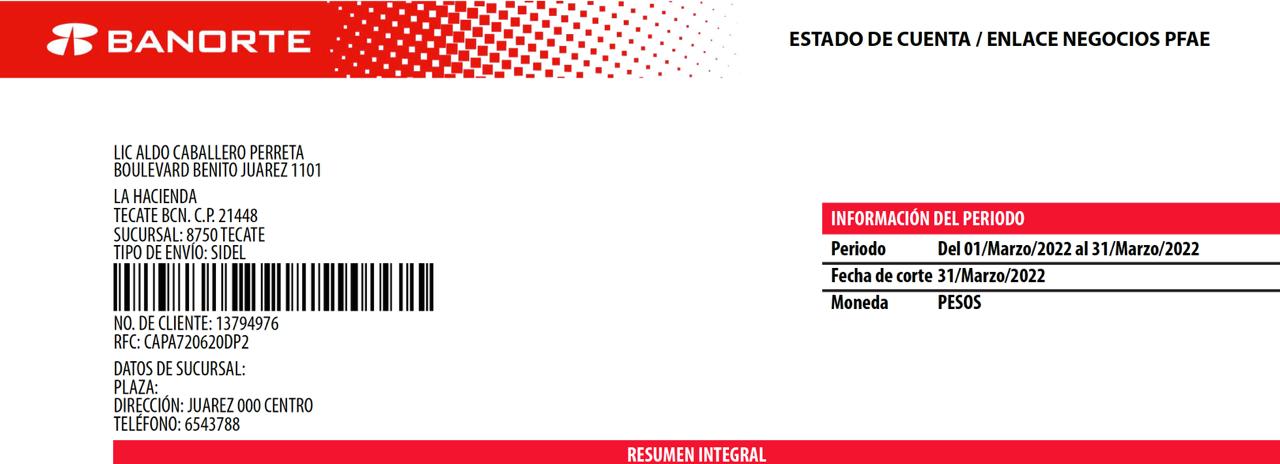 BANORTE
ESTADO DE CUENTA / ENLACE NEGOCIOS PFAE
LIC ALDO CABALLERO PERRETA
BOULEVARD BENITO JUAREZ 1101
LA HACIENDA
TECATE BCN. C.P. 21448
SUCURSAL: 8750 TECATE
TIPO DE ENVÍO: SIDEL
NO. DE CLIENTE: 13794976
RFC: CAPA720620DP2
DATOS DE SUCURSAL:
PLAZA:
DIRECCIÓN: JUAREZ 000 CENTRO
TELÉFONO: 6543788
INFORMACIÓN DEL PERIODO
Periodo Del 01/Marzo/2022 al 31/Marzo/2022
Fecha de corte 31/Marzo/2022
Moneda PESOS
RESUMEN INTEGRAL